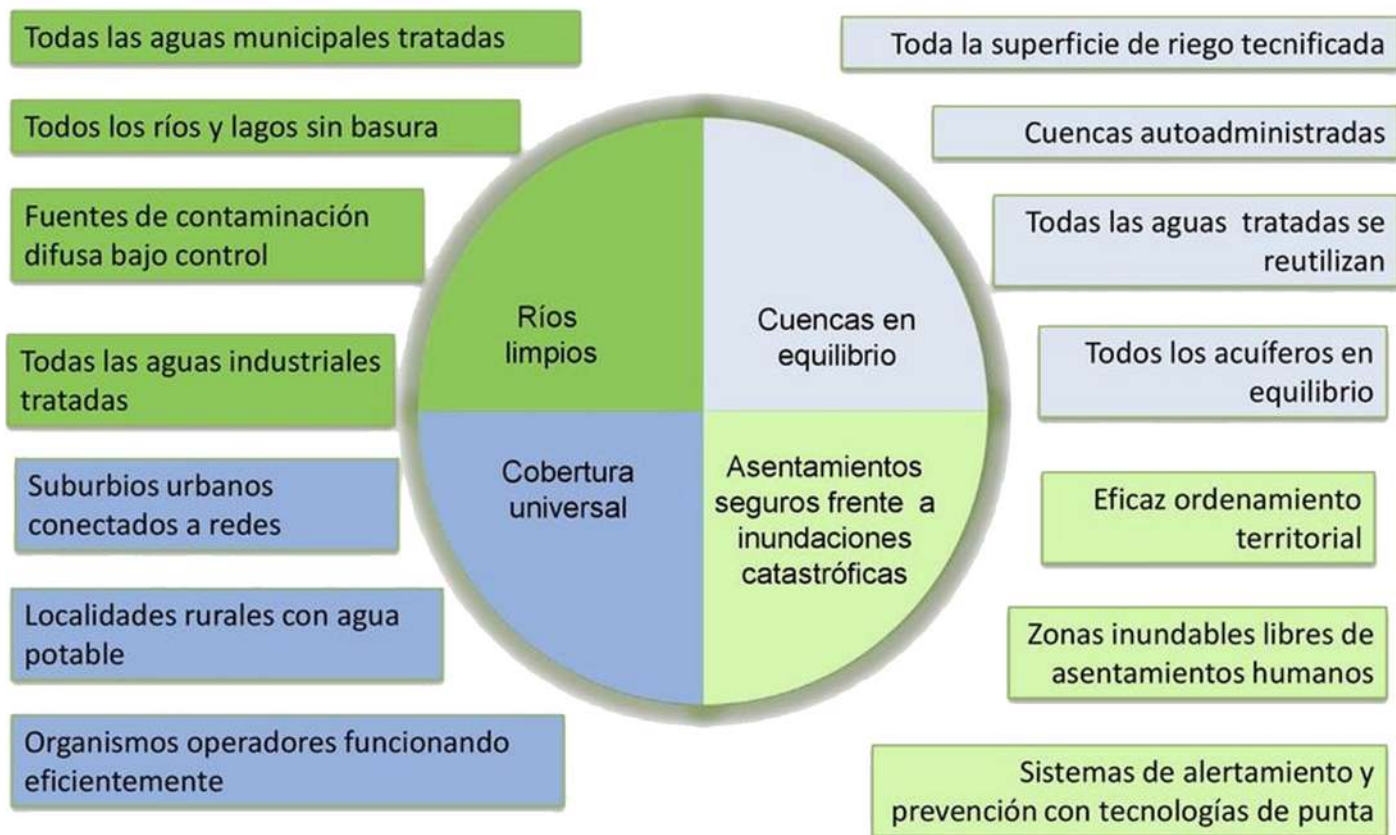 Todas las aguas municipales tratadas
Todos los ríos y lagos sin basura
Fuentes de contaminación
difusa bajo control
Todas las aguas industriales
tratadas
Suburbios urbanos
conectados a redes
Localidades rurales con agua
potable
Organismos operadores funcionando
eficientemente
Ríos
limpios
Cuencas en
equilibrio
Cobertura
universal
Asentamientos
seguros frente a
inundaciones
catastróficas
Toda la superficie de riego tecnificada
Cuencas autoadministradas
Todas las aguas tratadas se
reutilizan
Todos los acuíferos en
equilibrio
Eficaz ordenamiento
territorial
Zonas inundables libres de
asentamientos humanos
Sistemas de alertamiento y
prevención con tecnologías de punta